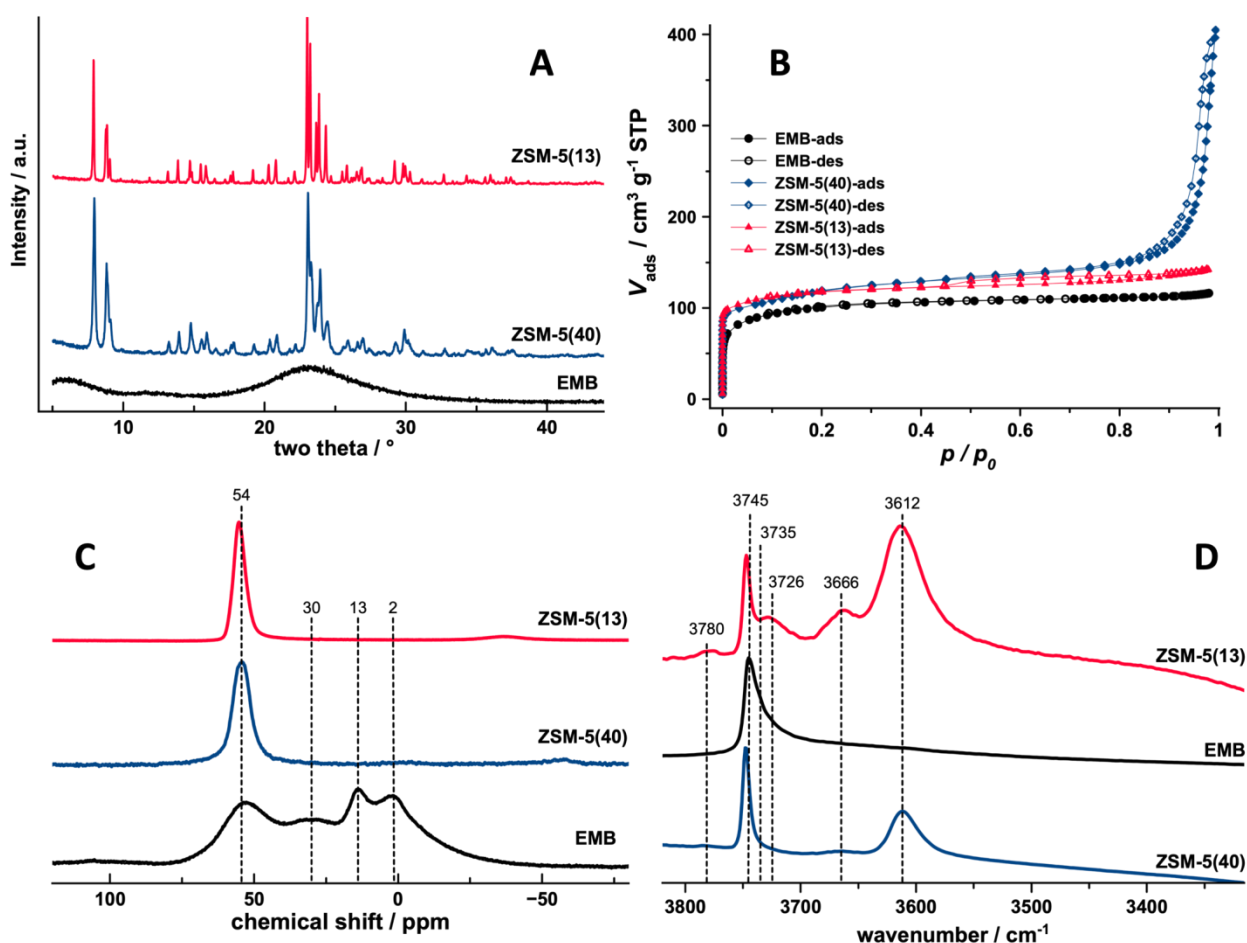 A
Intensity / a.u.
ZSM-5(13)
ZSM-5(40)
EMB
10
20
30
40
two theta / °
B
V_ads / cm³ g⁻¹ STP
400
300
200
100
0
EMB-ads
EMB-des
ZSM-5(40)-ads
ZSM-5(40)-des
ZSM-5(13)-ads
ZSM-5(13)-des
0
0.2
0.4
0.6
0.8
1
p / p₀
C
54
30
13
2
ZSM-5(13)
ZSM-5(40)
EMB
100
50
0
−50
chemical shift / ppm
D
3745
3735
3726
3666
3612
3780
ZSM-5(13)
EMB
ZSM-5(40)
3800
3700
3600
3500
3400
wavenumber / cm⁻¹